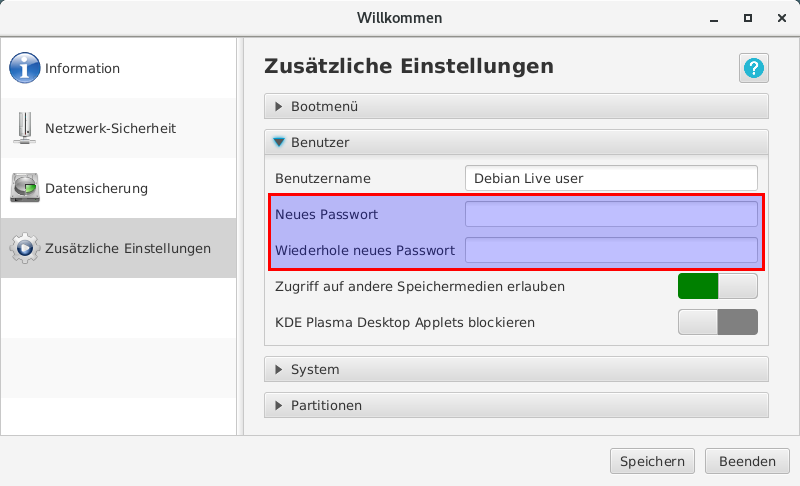 Willkommen
Information
Netzwerk-Sicherheit
Datensicherung
Zusätzliche Einstellungen
Zusätzliche Einstellungen
?
Bootmenü
Benutzer
Benutzername Debian Live user
Neues Passwort
Wiederhole neues Passwort
Zugriff auf andere Speichermedien erlauben
KDE Plasma Desktop Applets blockieren
System
Partitionen
Speichern Beenden